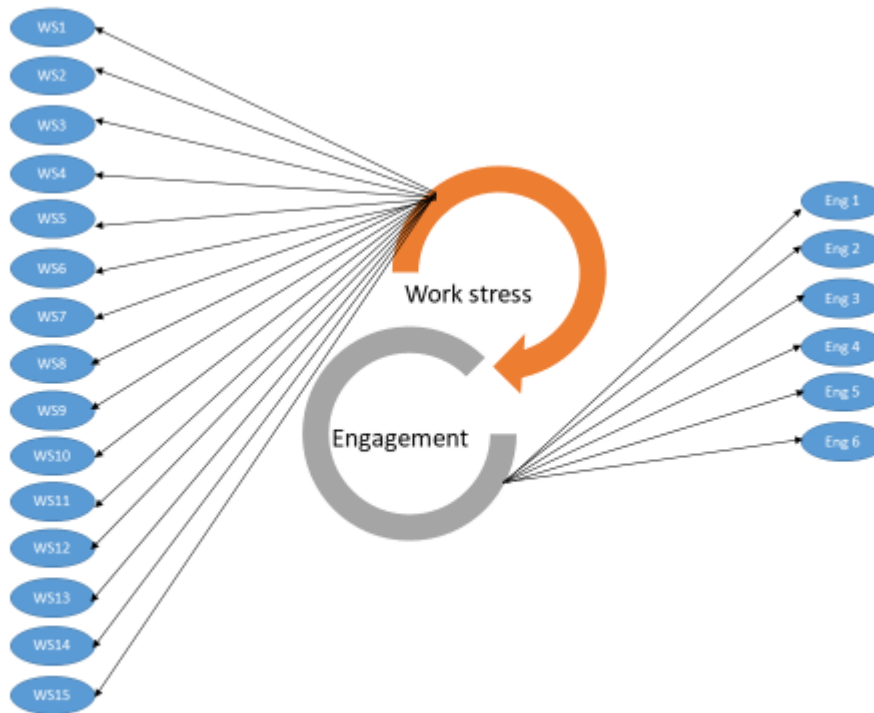 WS1
WS2
WS3
WS4
WS5
WS6
WS7
WS8
WS9
WS10
WS11
WS12
WS13
WS14
WS15
Work stress
Engagement
Eng 1
Eng 2
Eng 3
Eng 4
Eng 5
Eng 6